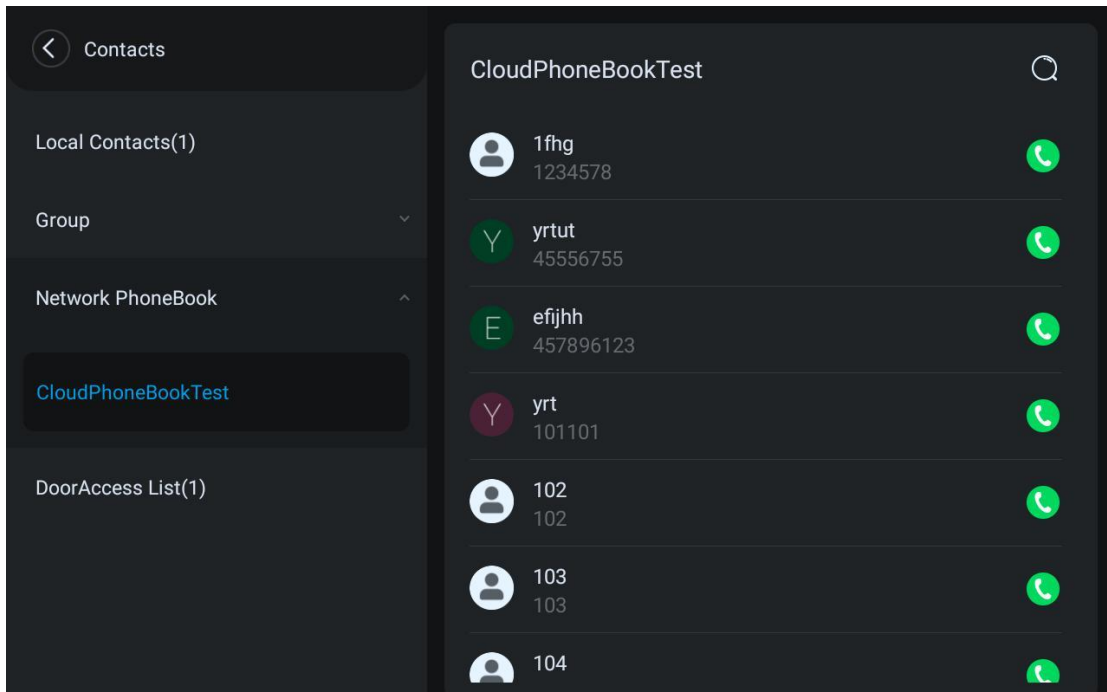 Contacts
Local Contacts(1)
Group
Network PhoneBook
CloudPhoneBookTest
DoorAccess List(1)
CloudPhoneBookTest
1fhg
1234578
Y
yrtut
45556755
E
efijhh
457896123
Y
yrt
101101
102
102
103
103
104